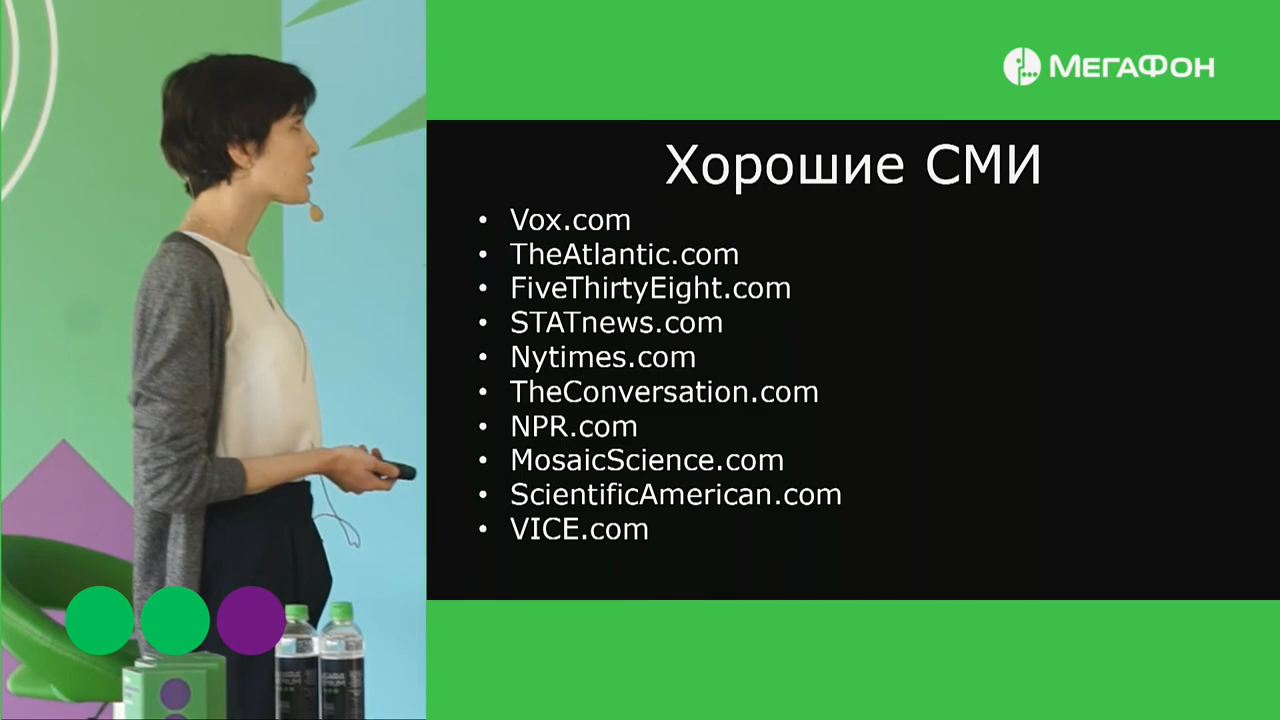 МЕГАФОН
Хорошие СМИ
• Vox.com
• TheAtlantic.com
• FiveThirtyEight.com
• STATnews.com
• Nytimes.com
• TheConversation.com
• NPR.com
• MosaicScience.com
• ScientificAmerican.com
• VICE.com